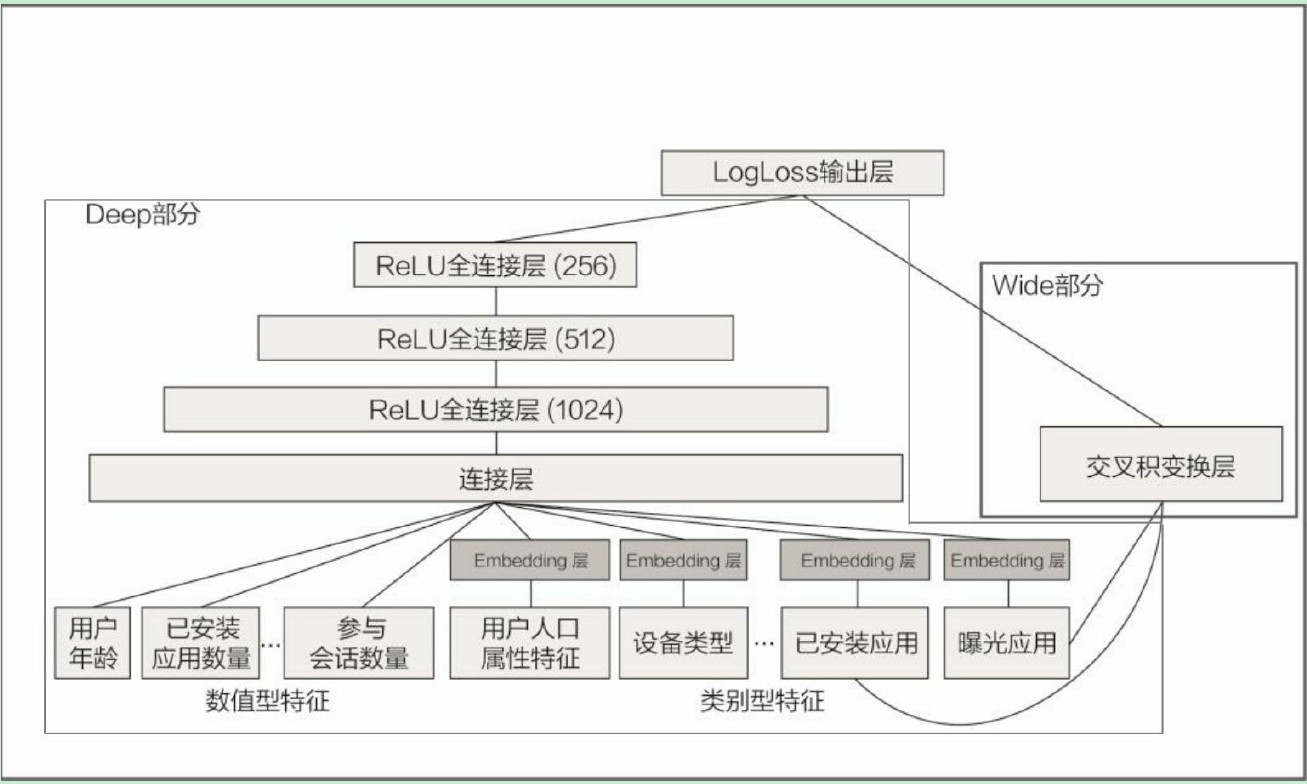 LogLoss输出层
Deep部分
ReLU全连接层 (256)
Wide部分
ReLU全连接层 (512)
ReLU全连接层 (1024)
交叉积变换层
连接层
Embedding 层
Embedding 层
Embedding 层
Embedding 层
用户
年龄
已安装
应用数量
...
参与
会话数量
用户人口
属性特征
设备类型
...
已安装应用
曝光应用
数值型特征
类别型特征